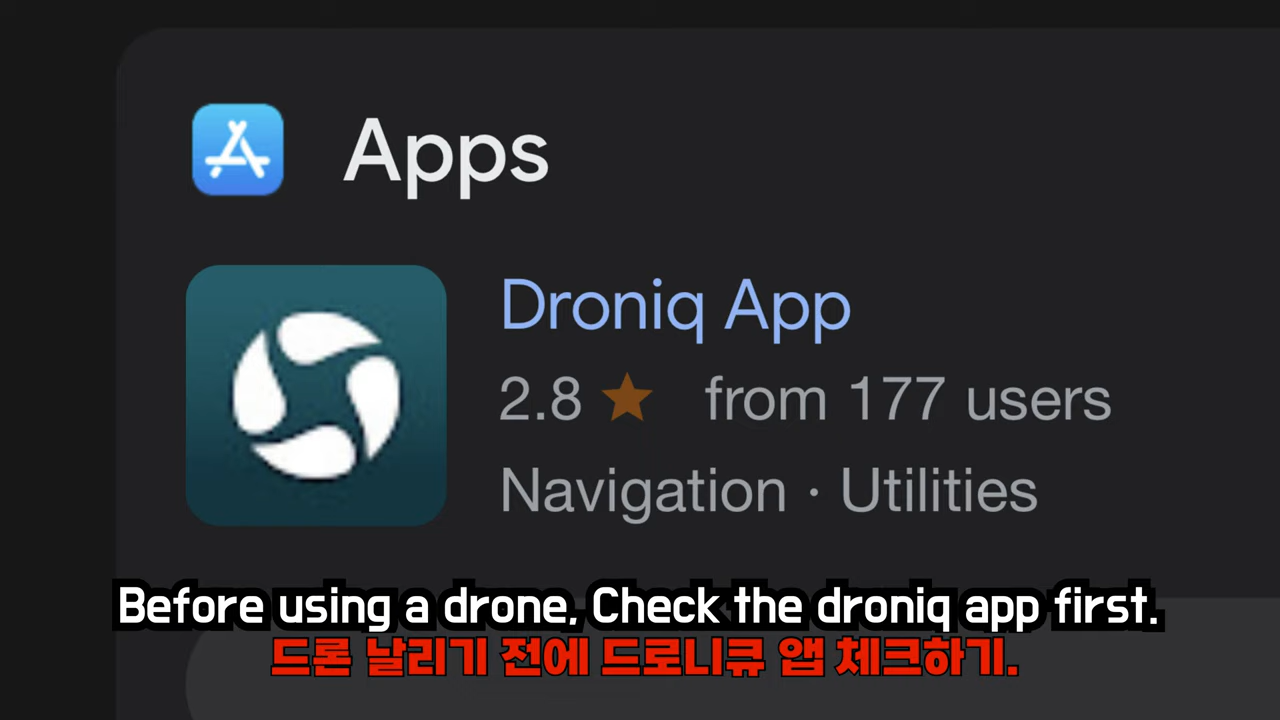 Apps
Droniq App
2.8 ★ from 177 users
Navigation · Utilities
Before using a drone, Check the droniq app first.
드론 날리기 전에 드로니큐 앱 체크하기.